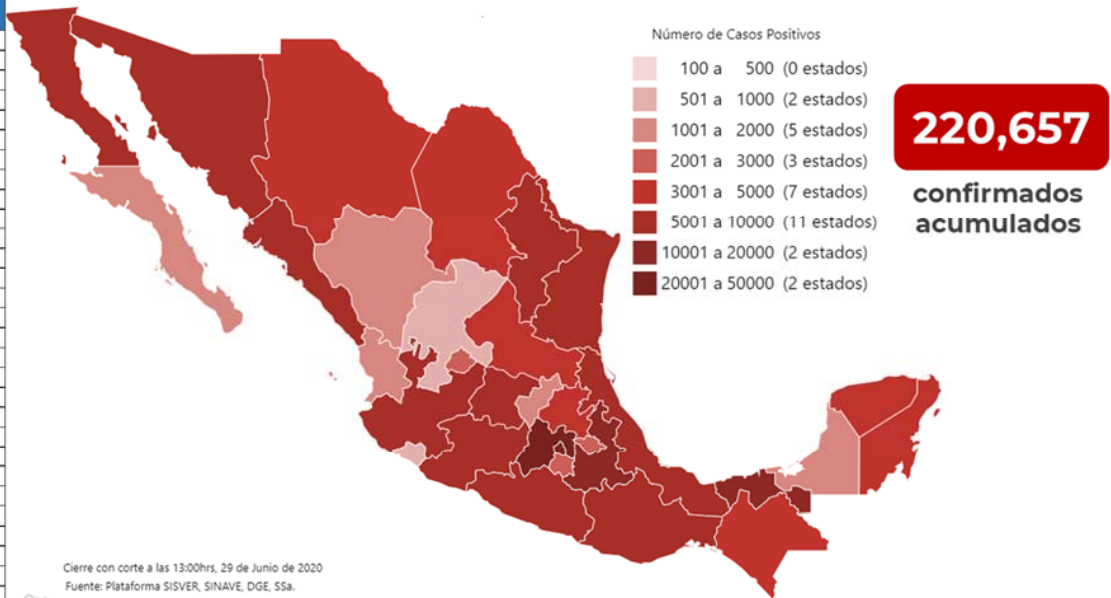 Número de Casos Positivos
100 a 500 (0 estados)
501 a 1000 (2 estados)
1001 a 2000 (5 estados)
2001 a 3000 (3 estados)
3001 a 5000 (7 estados)
5001 a 10000 (11 estados)
10001 a 20000 (2 estados)
20001 a 50000 (2 estados)
220,657
confirmados
acumulados
Cierre con corte a las 13:00hrs, 29 de Junio de 2020
Fuente: Plataforma SISVER, SINAVE, DGE, SSa.